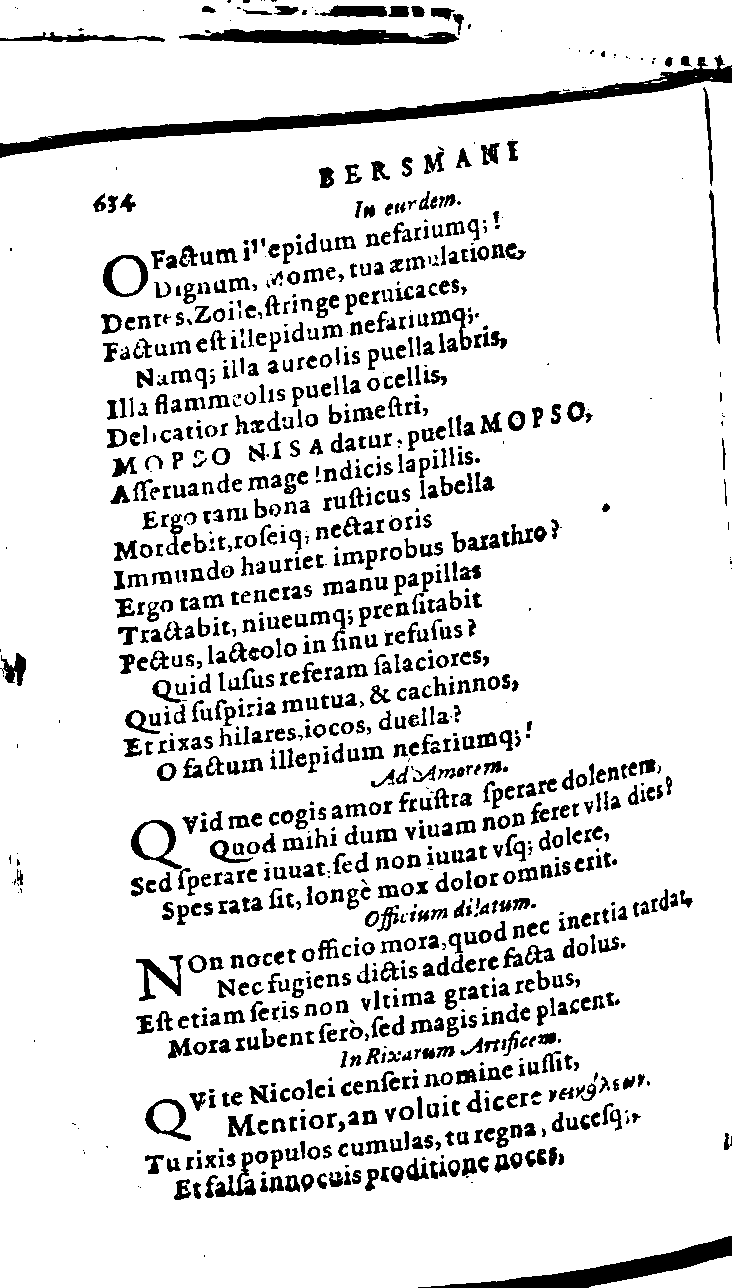 634 BERSMANI
In eundem.
O Factum illepidum nefariumq;!
Dignum, Mome, tua æmulatione,
Dentes, Zoile, ſtringe peruicaces,
Factum eſt illepidum nefariumq;.
Namq; illa aureolis puella labris,
Illa flammeolis puella ocellis,
Delicatior hædulo bimeſtri,
MOPSO NISA datur, puella MOPSO,
Aſſeruande mage Indicis lapillis.
Ergo tam bona ruſticus labella
Mordebit, roſeiq; nectar oris
Immundo hauriet improbus barathro?
Ergo tam teneras manu papillas
Tractabit, niueumq; prenſitabit
Pectus, lacteolo in ſinu refuſus?
Quid luſus referam ſalaciores,
Quid ſuſpiria mutua, & cachinnos,
Et rixas hilares, iocos, duella?
O factum illepidum nefariumq;!
Ad Amorem.
QVid me cogis amor fruſtra ſperare dolentem,
Quod mihi dum viuam non feret vlla dies?
Sed ſperare iuuat: ſed non iuuat vſq; dolere,
Spes rata ſit, longè mox dolor omnis erit.
Officium dilatum.
NOn nocet officio mora, quod nec inertia tardat,
Nec fugiens dictis addere facta dolus.
Eſt etiam ſeris non vltima gratia rebus,
Mora rubent ſerò, ſed magis inde placent.
In Rixarum Artificem.
QVi te Nicolei cenſeri nomine iuſſit,
Mentior, an voluit dicere
Tu rixis populos cumulas, tu regna, duceſq;,
Et falſa innocuis proditione noces,